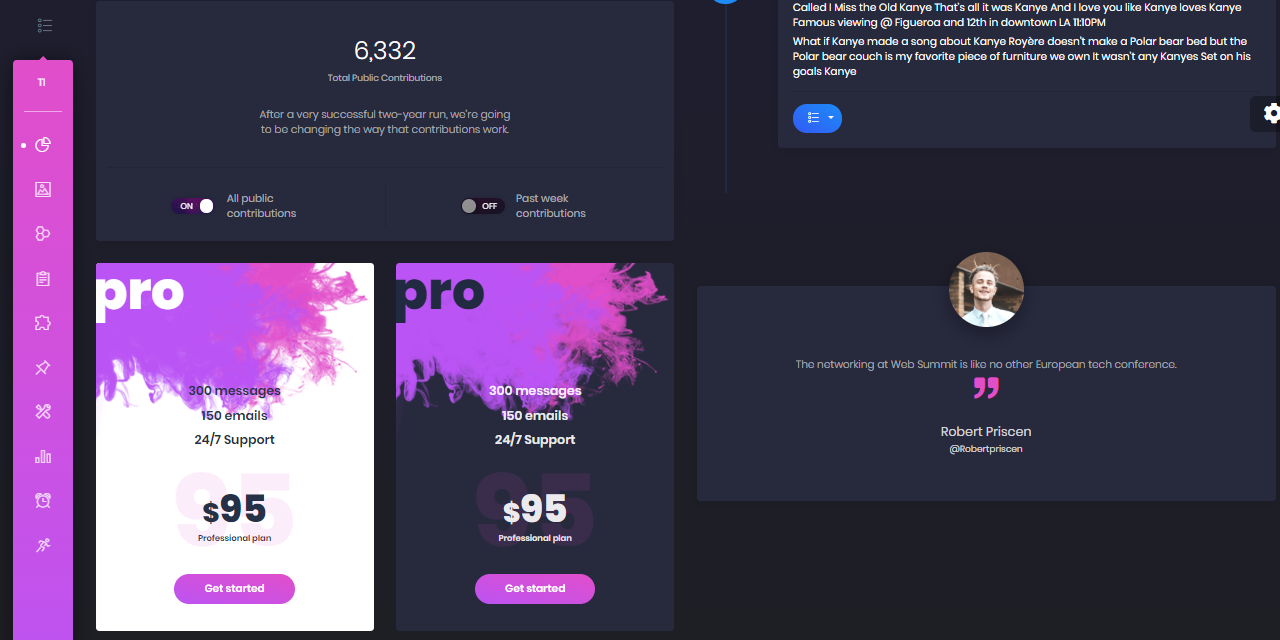 TI
6,332
Total Public Contributions
After a very successful two-year run, we're going
to be changing the way that contributions work.
ON
All public
contributions
OFF
Past week
contributions
pro
300 messages
150 emails
24/7 Support
95
$95
Professional plan
Get started
pro
300 messages
150 emails
24/7 Support
95
$95
Professional plan
Get started
Called I Miss the Old Kanye That's all it was Kanye And I love you like Kanye loves Kanye
Famous viewing @ Figueroa and 12th in downtown LA 11:10PM
What if Kanye made a song about Kanye Royère doesn't make a Polar bear bed but the
Polar bear couch is my favorite piece of furniture we own It wasn't any Kanyes Set on his
goals Kanye
The networking at Web Summit is like no other European tech conference.
Robert Priscen
@Robertpriscen